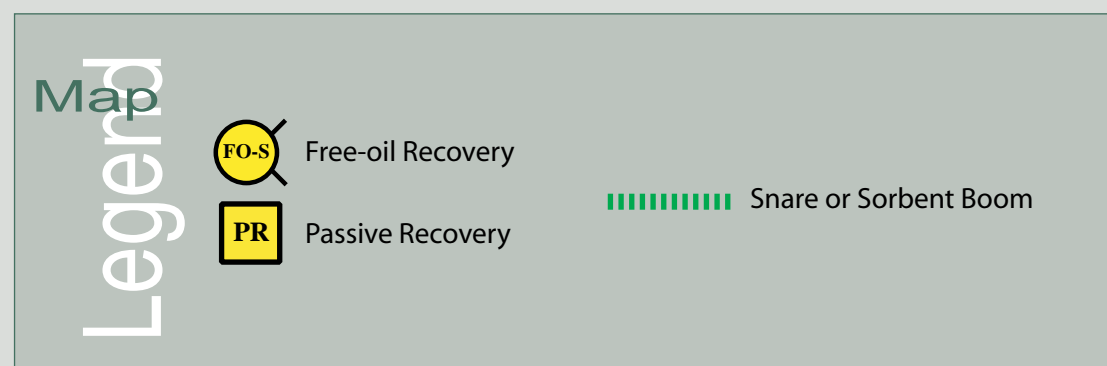 Map
Legend
FO-S Free-oil Recovery
PR Passive Recovery
Snare or Sorbent Boom